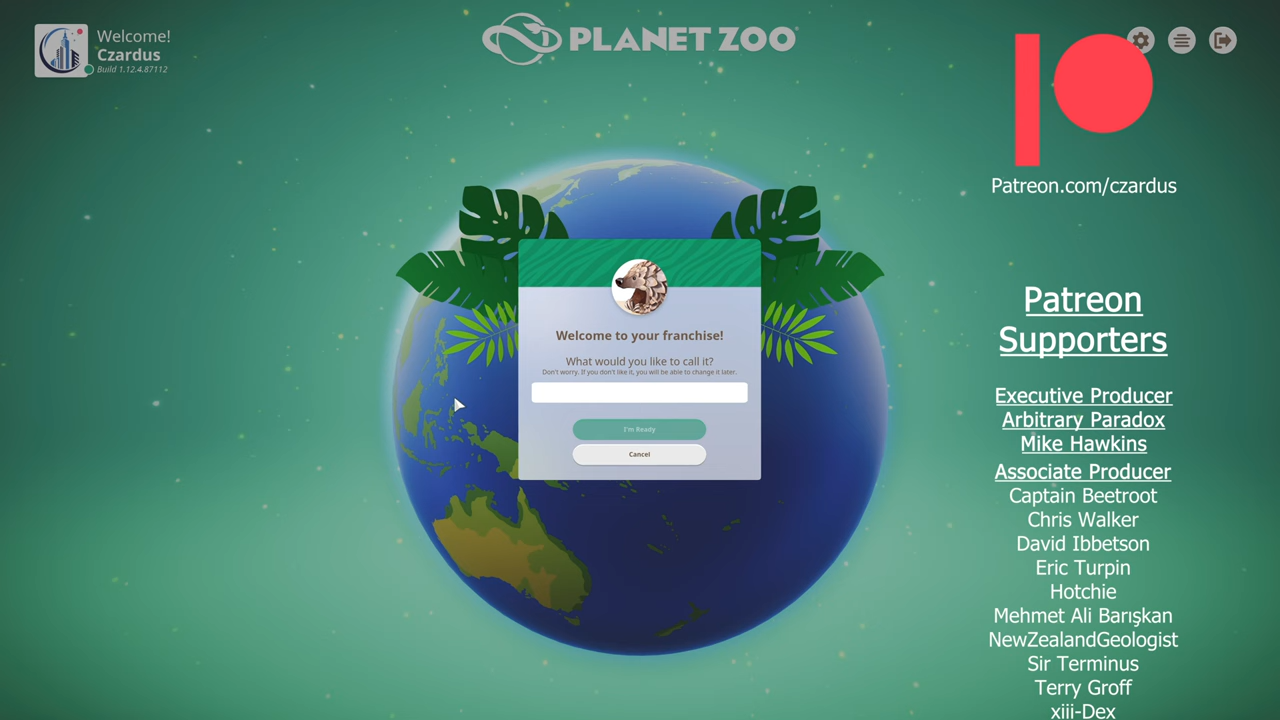 Welcome!
Czardus
Build 1.12.4.87112
PLANET ZOO
Patreon.com/czardus
Welcome to your franchise!
What would you like to call it?
Don't worry. If you don't like it, you will be able to change it later.
I'm Ready
Cancel
Patreon
Supporters
Executive Producer
Arbitrary Paradox
Mike Hawkins
Associate Producer
Captain Beetroot
Chris Walker
David Ibbetson
Eric Turpin
Hotchie
Mehmet Ali Barışkan
NewZealandGeologist
Sir Terminus
Terry Groff
xiii-Dex